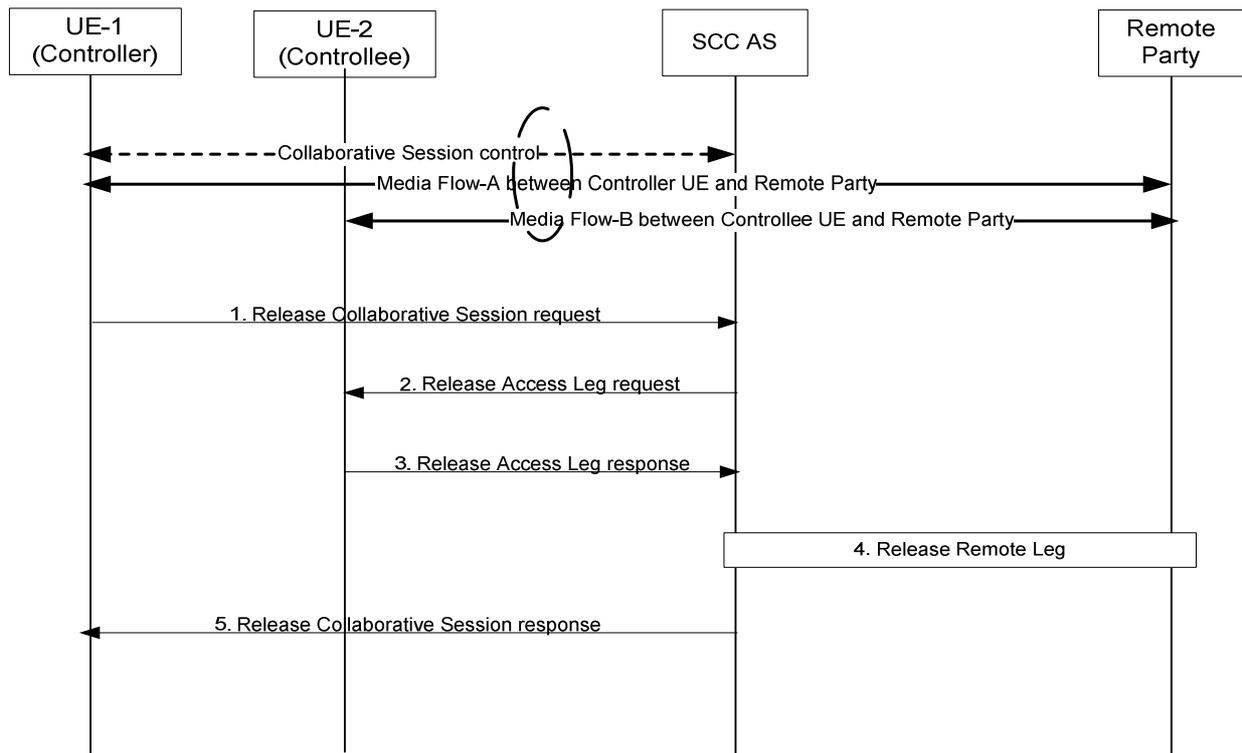 UE-1
(Controller)
UE-2
(Controllee)
SCC AS
Remote
Party
Collaborative Session control
Media Flow-A between Controller UE and Remote Party
Media Flow-B between Controllee UE and Remote Party
1. Release Collaborative Session request
2. Release Access Leg request
3. Release Access Leg response
4. Release Remote Leg
5. Release Collaborative Session response